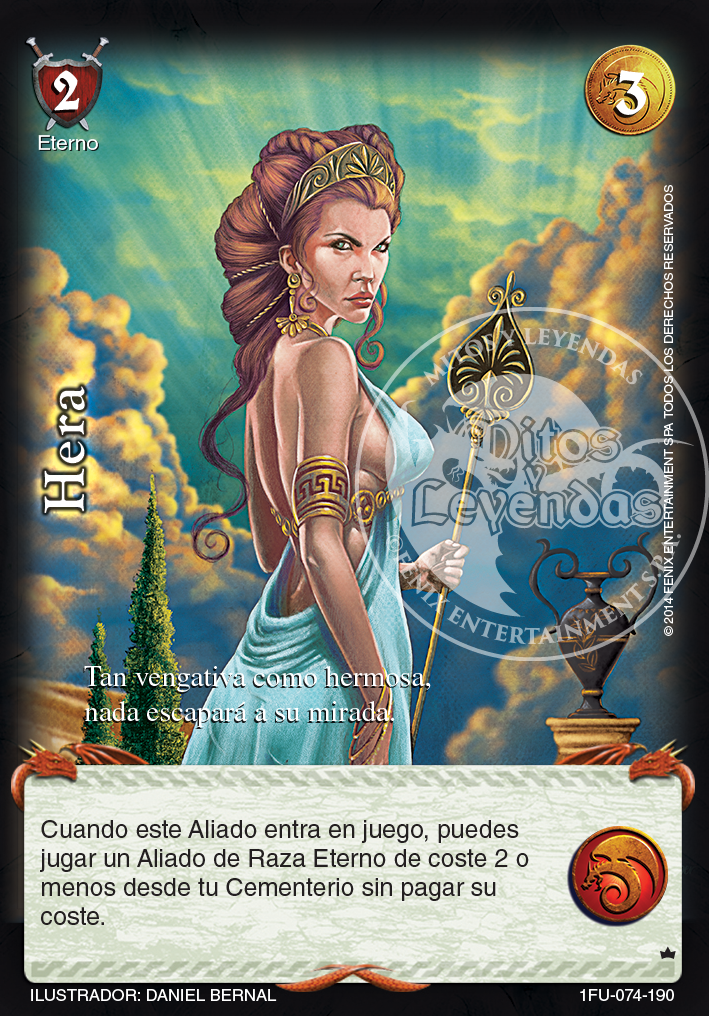 2
3
Eterno
Hera
© 2014 FENIX ENTERTAINMENT SPA TODOS LOS DERECHOS RESERVADOS
MITOS Y LEYENDAS
Mitos
y
Leyendas
© FENIX ENTERTAINMENT S.P.A.
Tan vengativa como hermosa,
nada escapará a su mirada.
Cuando este Aliado entra en juego, puedes
jugar un Aliado de Raza Eterno de coste 2 o
menos desde tu Cementerio sin pagar su
coste.
ILUSTRADOR: DANIEL BERNAL
1FU-074-190